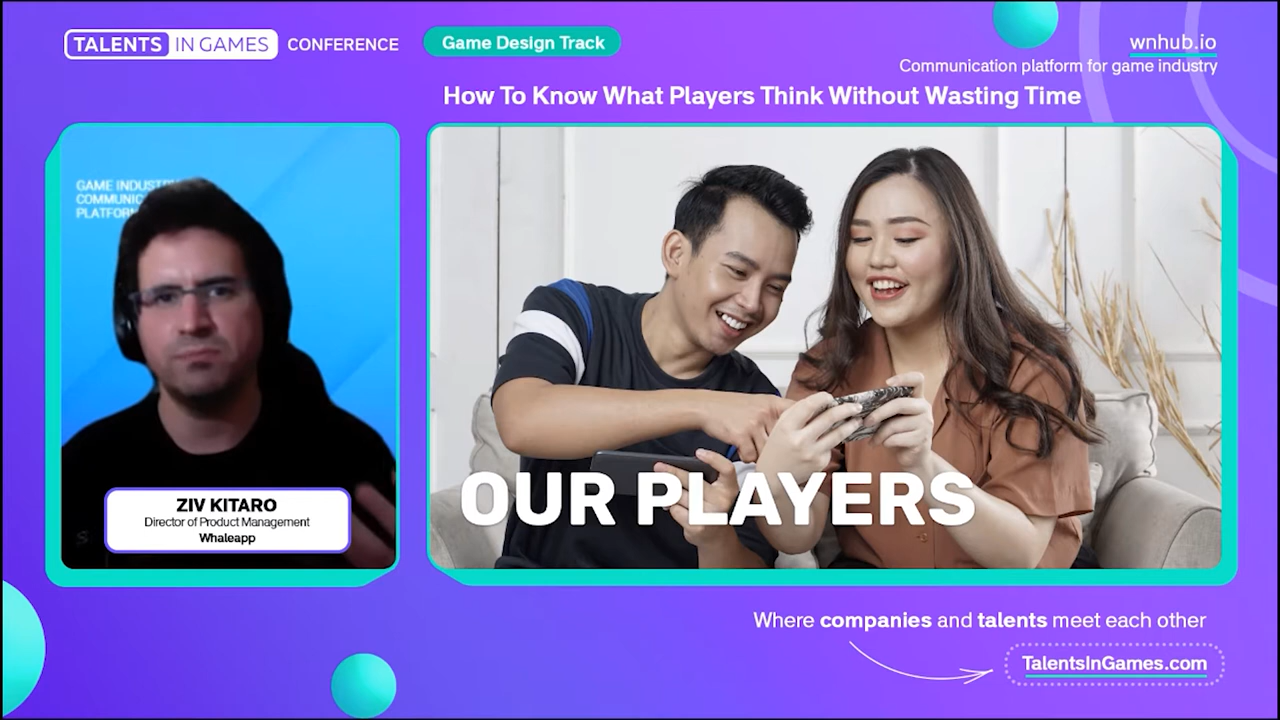 TALENTS IN GAMES CONFERENCE
Game Design Track
wnhub.io
Communication platform for game industry
How To Know What Players Think Without Wasting Time
GAME INDUSTRY
PLATFORM
ZIV KITARO
Director of Product Management
Whaleapp
OUR PLAYERS
Where companies and talents meet each other
TalentsInGames.com